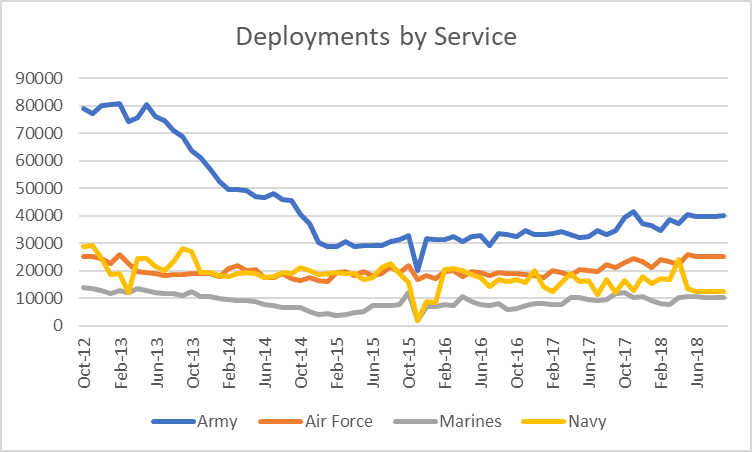 Deployments by Service
90000
80000
70000
60000
50000
40000
30000
20000
10000
0
Oct-12
Feb-13
Jun-13
Oct-13
Feb-14
Jun-14
Oct-14
Feb-15
Jun-15
Oct-15
Feb-16
Jun-16
Oct-16
Feb-17
Jun-17
Oct-17
Feb-18
Jun-18
Army
Air Force
Marines
Navy